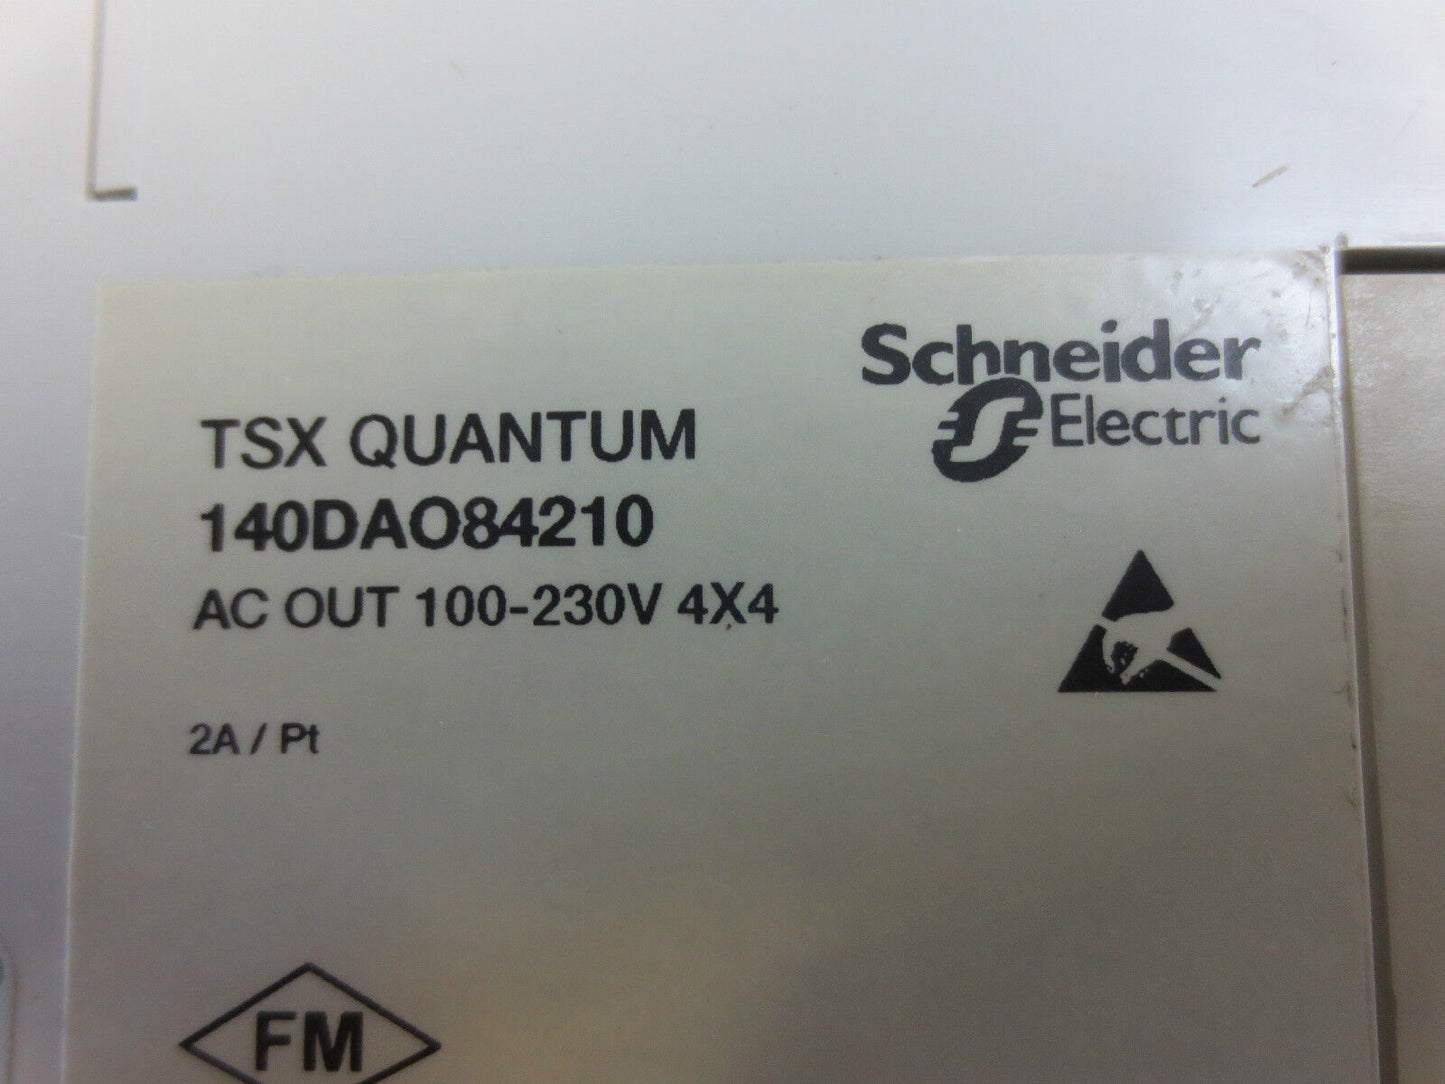 Schneider
Electric
TSX QUANTUM
140DAO84210
AC OUT 100-230V 4X4
2A / Pt
FM